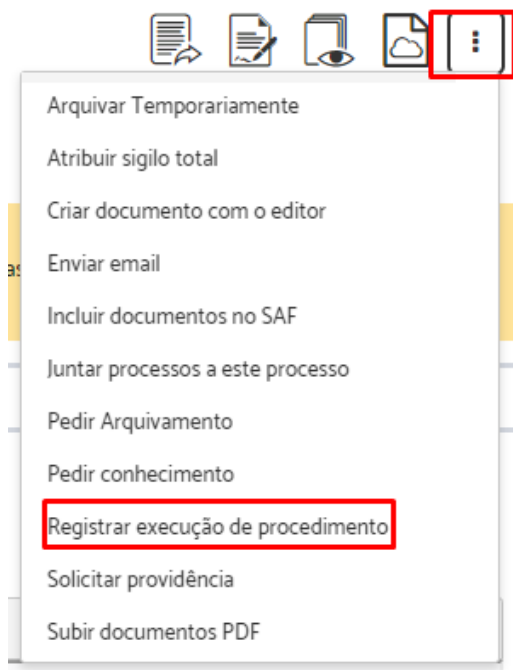 Arquivar Temporariamente
Atribuir sigilo total
Criar documento com o editor
Enviar email
Incluir documentos no SAF
Juntar processos a este processo
Pedir Arquivamento
Pedir conhecimento
Registrar execução de procedimento
Solicitar providência
Subir documentos PDF